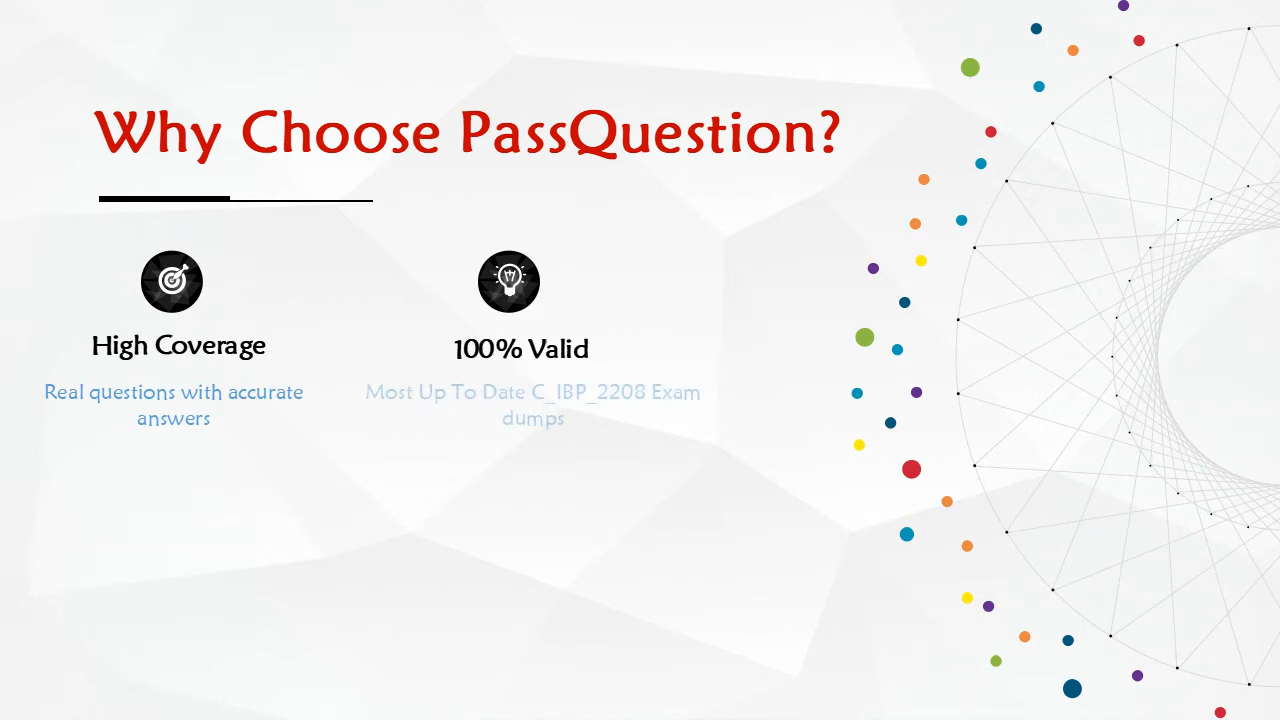 Why Choose PassQuestion?
High Coverage
Real questions with accurate
answers
100% Valid
Most Up To Date C_IBP_2208 Exam
dumps